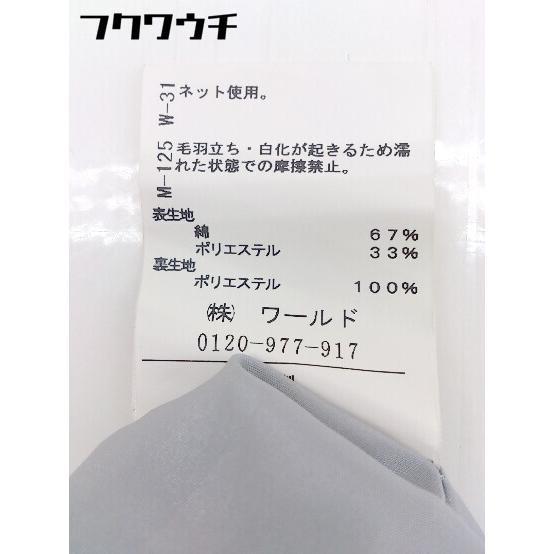 フクワウチ
W-31 ネット使用。
M-125 毛羽立ち・白化が起きるため濡
れた状態での摩擦禁止。
表生地
綿 67%
ポリエステル 33%
裏生地
ポリエステル 100%
㈱ ワールド
0120-977-917